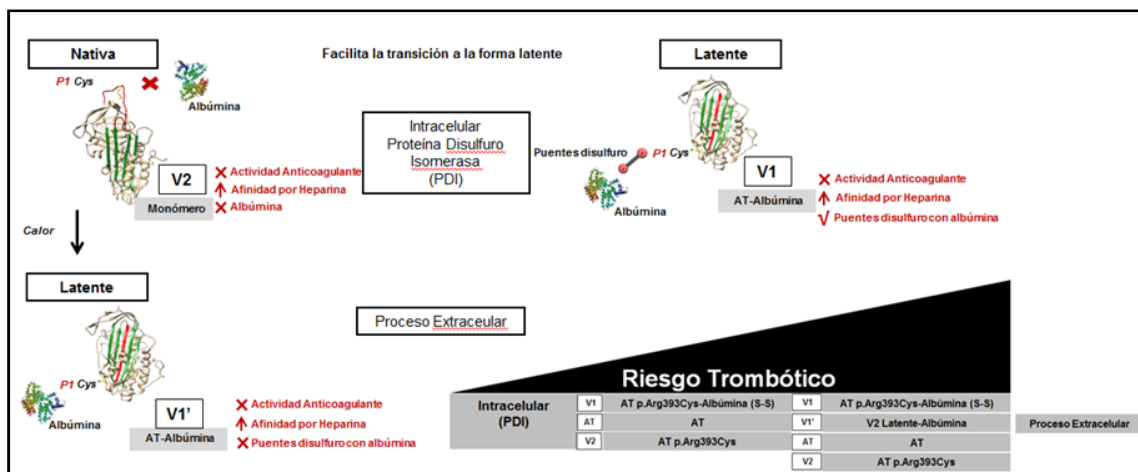 Nativa
Facilita la transición a la forma latente
Latente
P1 Cys
Albúmina
Intracelular
Proteína Disulfuro
Isomerasa
(PDI)
Puentes disulfuro
P1 Cys
Albúmina
V2
Monómero
Actividad Anticoagulante
Afinidad por Heparina
Albúmina
V1
AT-Albúmina
Actividad Anticoagulante
Afinidad por Heparina
Puentes disulfuro con albúmina
Calor
Latente
P1 Cys
Albúmina
V1'
AT-Albúmina
Actividad Anticoagulante
Afinidad por Heparina
Puentes disulfuro con albúmina
Proceso Extraceular
Riesgo Trombótico
Intracelular
(PDI)
V1 AT p.Arg393Cys-Albúmina (S-S)
AT AT
V2 AT p.Arg393Cys
V1 AT p.Arg393Cys-Albúmina (S-S)
V1' V2 Latente-Albúmina
AT AT
V2 AT p.Arg393Cys
Proceso Extracelular